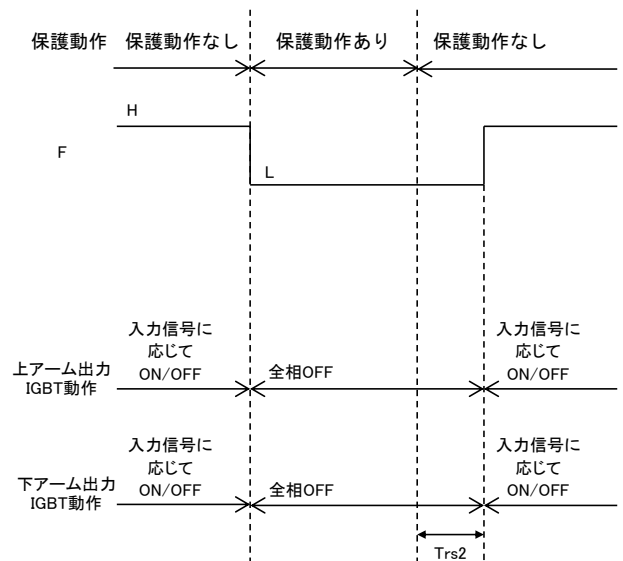 保護動作
保護動作なし
保護動作あり
保護動作なし
H
F
L
入力信号に
応じて
ON/OFF
入力信号に
応じて
ON/OFF
上アーム出力
IGBT動作
全相OFF
入力信号に
応じて
ON/OFF
入力信号に
応じて
ON/OFF
下アーム出力
IGBT動作
全相OFF
Trs2